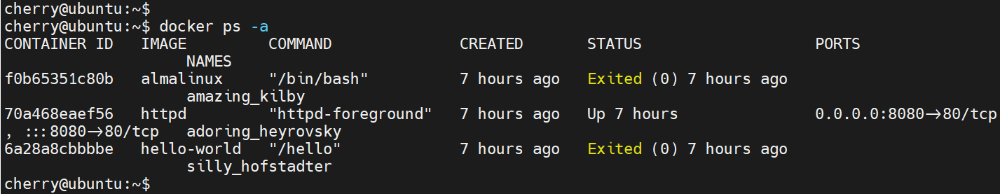 cherry@ubuntu:~$
cherry@ubuntu:~$ docker ps -a
CONTAINER ID   IMAGE         COMMAND              CREATED       STATUS                   PORTS
                    NAMES
f0b65351c80b   almalinux     "/bin/bash"          7 hours ago   Exited (0) 7 hours ago
                    amazing_kilby
70a468eaef56   httpd         "httpd-foreground"   7 hours ago   Up 7 hours               0.0.0.0:8080->80/tcp
, :::8080->80/tcp   adoring_heyrovsky
6a28a8cbbbbe   hello-world   "/hello"             7 hours ago   Exited (0) 7 hours ago
                    silly_hofstadter
cherry@ubuntu:~$